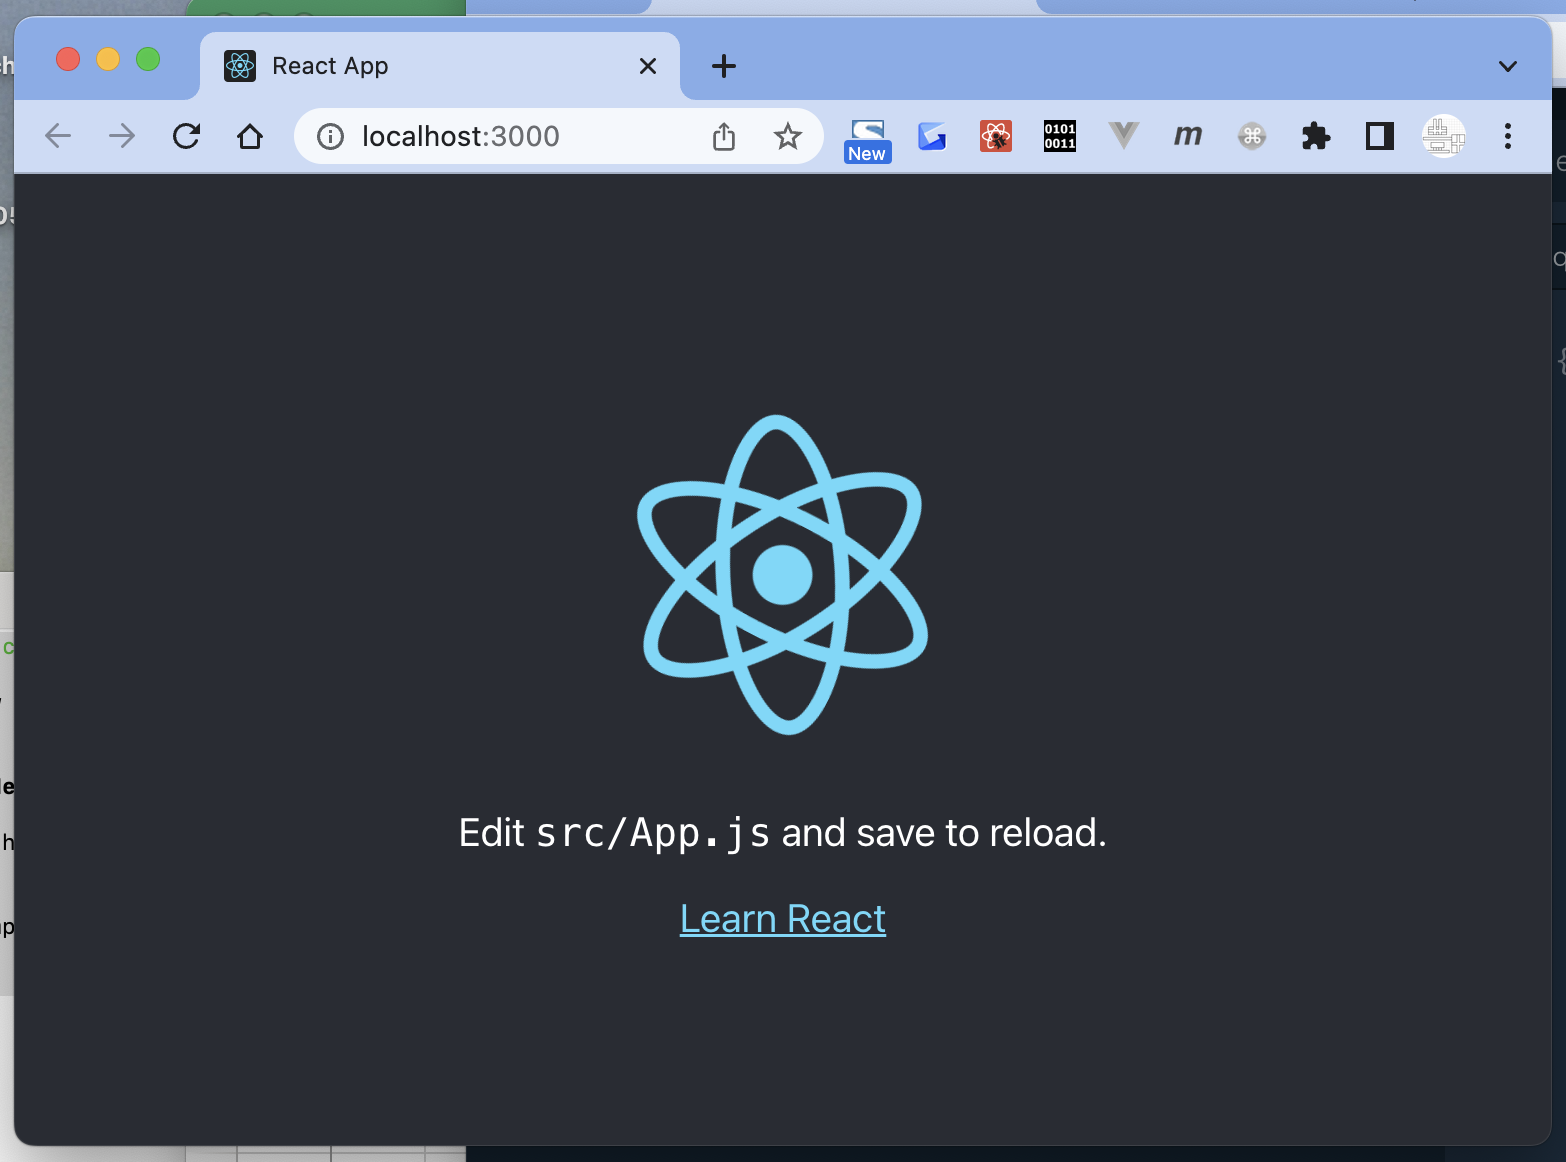 React App
localhost:3000
New
0101
0011
m
Edit src/App.js and save to reload.
Learn React